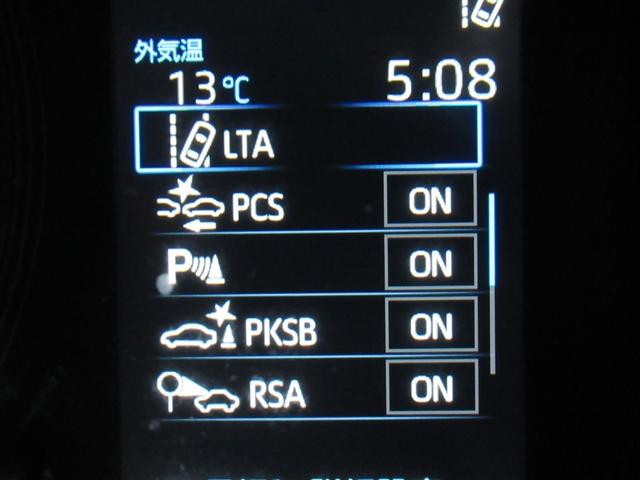 外気温
13℃ 5:08
LTA
PCS ON
P ON
PKSB ON
RSA ON